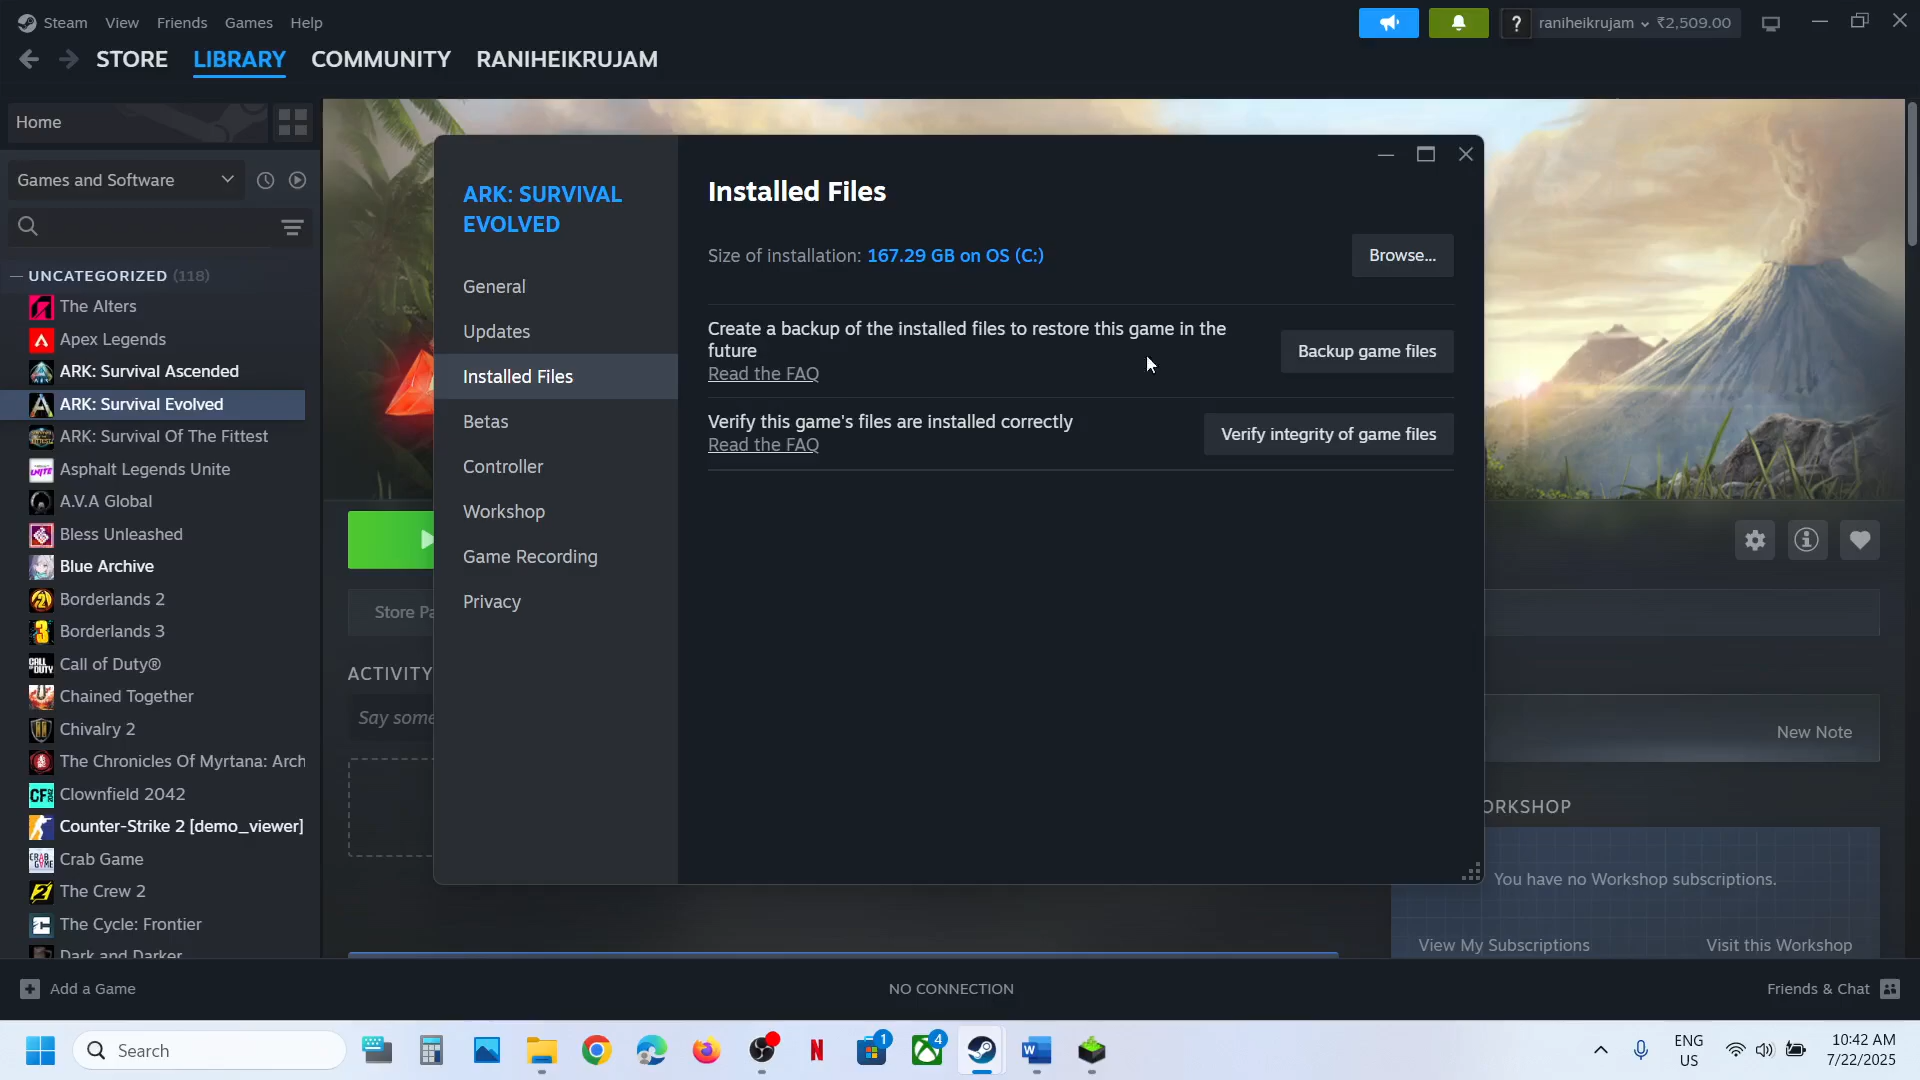 Steam View Friends Games Help
? raniheikrujam ₹2,509.00
STORE LIBRARY COMMUNITY RANIHEIKRUJAM
Home
Games and Software
UNCATEGORIZED (118)
The Alters
Apex Legends
ARK: Survival Ascended
ARK: Survival Evolved
ARK: Survival Of The Fittest
Asphalt Legends Unite
A.V.A Global
Bless Unleashed
Blue Archive
Borderlands 2
Borderlands 3
Call of Duty®
Chained Together
Chivalry 2
The Chronicles Of Myrtana: Arch
Clownfield 2042
Counter-Strike 2 [demo_viewer]
Crab Game
The Crew 2
The Cycle: Frontier
Dark and Darker
ARK: SURVIVAL
EVOLVED
General
Updates
Installed Files
Betas
Controller
Workshop
Game Recording
Privacy
Installed Files
Size of installation: 167.29 GB on OS (C:)
Browse...
Create a backup of the installed files to restore this game in the
future
Read the FAQ
Backup game files
Verify this game's files are installed correctly
Read the FAQ
Verify integrity of game files
Store Pa
ACTIVITY
Say some
New Note
ORKSHOP
You have no Workshop subscriptions.
View My Subscriptions Visit this Workshop
Add a Game
NO CONNECTION
Friends & Chat
Search
1
4
ENG
US
10:42 AM
7/22/2025